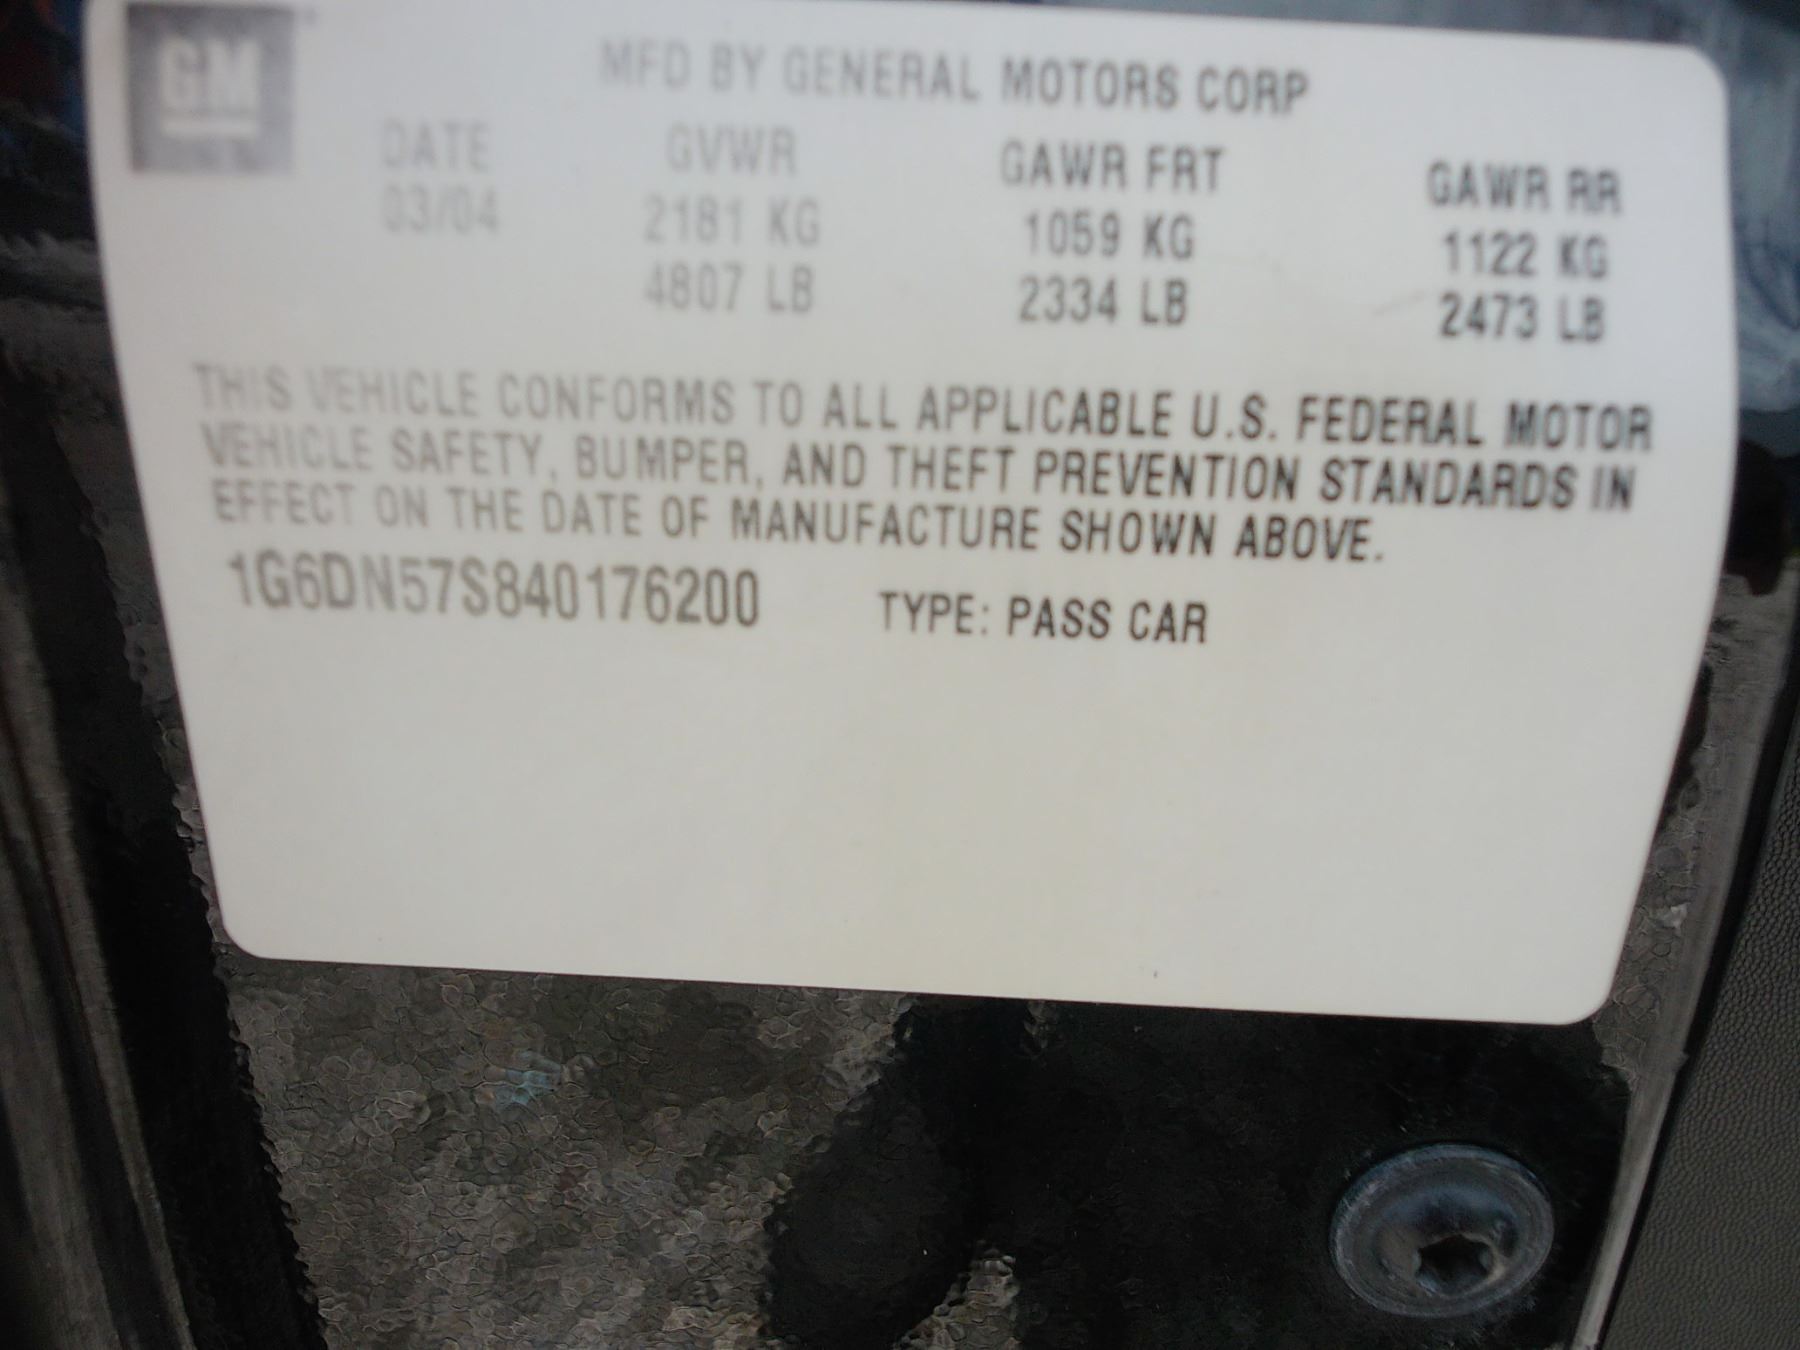 GM
MFD BY GENERAL MOTORS CORP
DATE GVWR GAWR FRT GAWR RR
03/04 2181 KG 1059 KG 1122 KG
4807 LB 2334 LB 2473 LB
THIS VEHICLE CONFORMS TO ALL APPLICABLE U.S. FEDERAL MOTOR
VEHICLE SAFETY, BUMPER, AND THEFT PREVENTION STANDARDS IN
EFFECT ON THE DATE OF MANUFACTURE SHOWN ABOVE.
1G6DN57S840176200 TYPE: PASS CAR